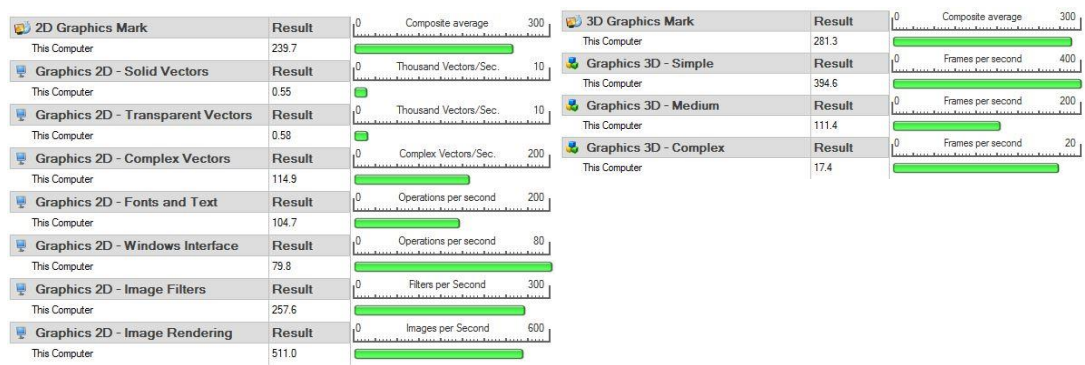 2D Graphics Mark Result 0 Composite average 300
This Computer 239.7
Graphics 2D - Solid Vectors Result 0 Thousand Vectors/Sec. 10
This Computer 0.55
Graphics 2D - Transparent Vectors Result 0 Thousand Vectors/Sec. 10
This Computer 0.58
Graphics 2D - Complex Vectors Result 0 Complex Vectors/Sec. 200
This Computer 114.9
Graphics 2D - Fonts and Text Result 0 Operations per second 200
This Computer 104.7
Graphics 2D - Windows Interface Result 0 Operations per second 80
This Computer 79.8
Graphics 2D - Image Filters Result 0 Filters per Second 300
This Computer 257.6
Graphics 2D - Image Rendering Result 0 Images per Second 600
This Computer 511.0
3D Graphics Mark Result 0 Composite average 300
This Computer 281.3
Graphics 3D - Simple Result 0 Frames per second 400
This Computer 394.6
Graphics 3D - Medium Result 0 Frames per second 200
This Computer 111.4
Graphics 3D - Complex Result 0 Frames per second 20
This Computer 17.4